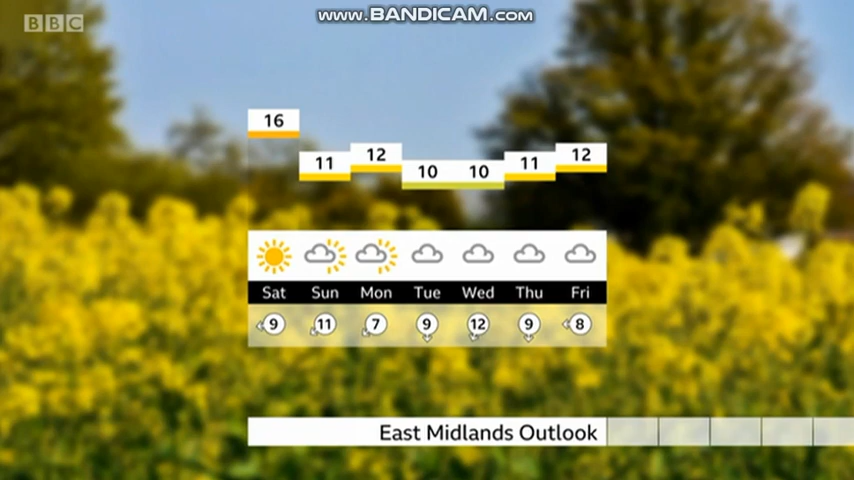 BBC
www.BANDICAM.com
16
11 12 10 10 11 12
Sat Sun Mon Tue Wed Thu Fri
9 11 7 9 12 9 8
East Midlands Outlook